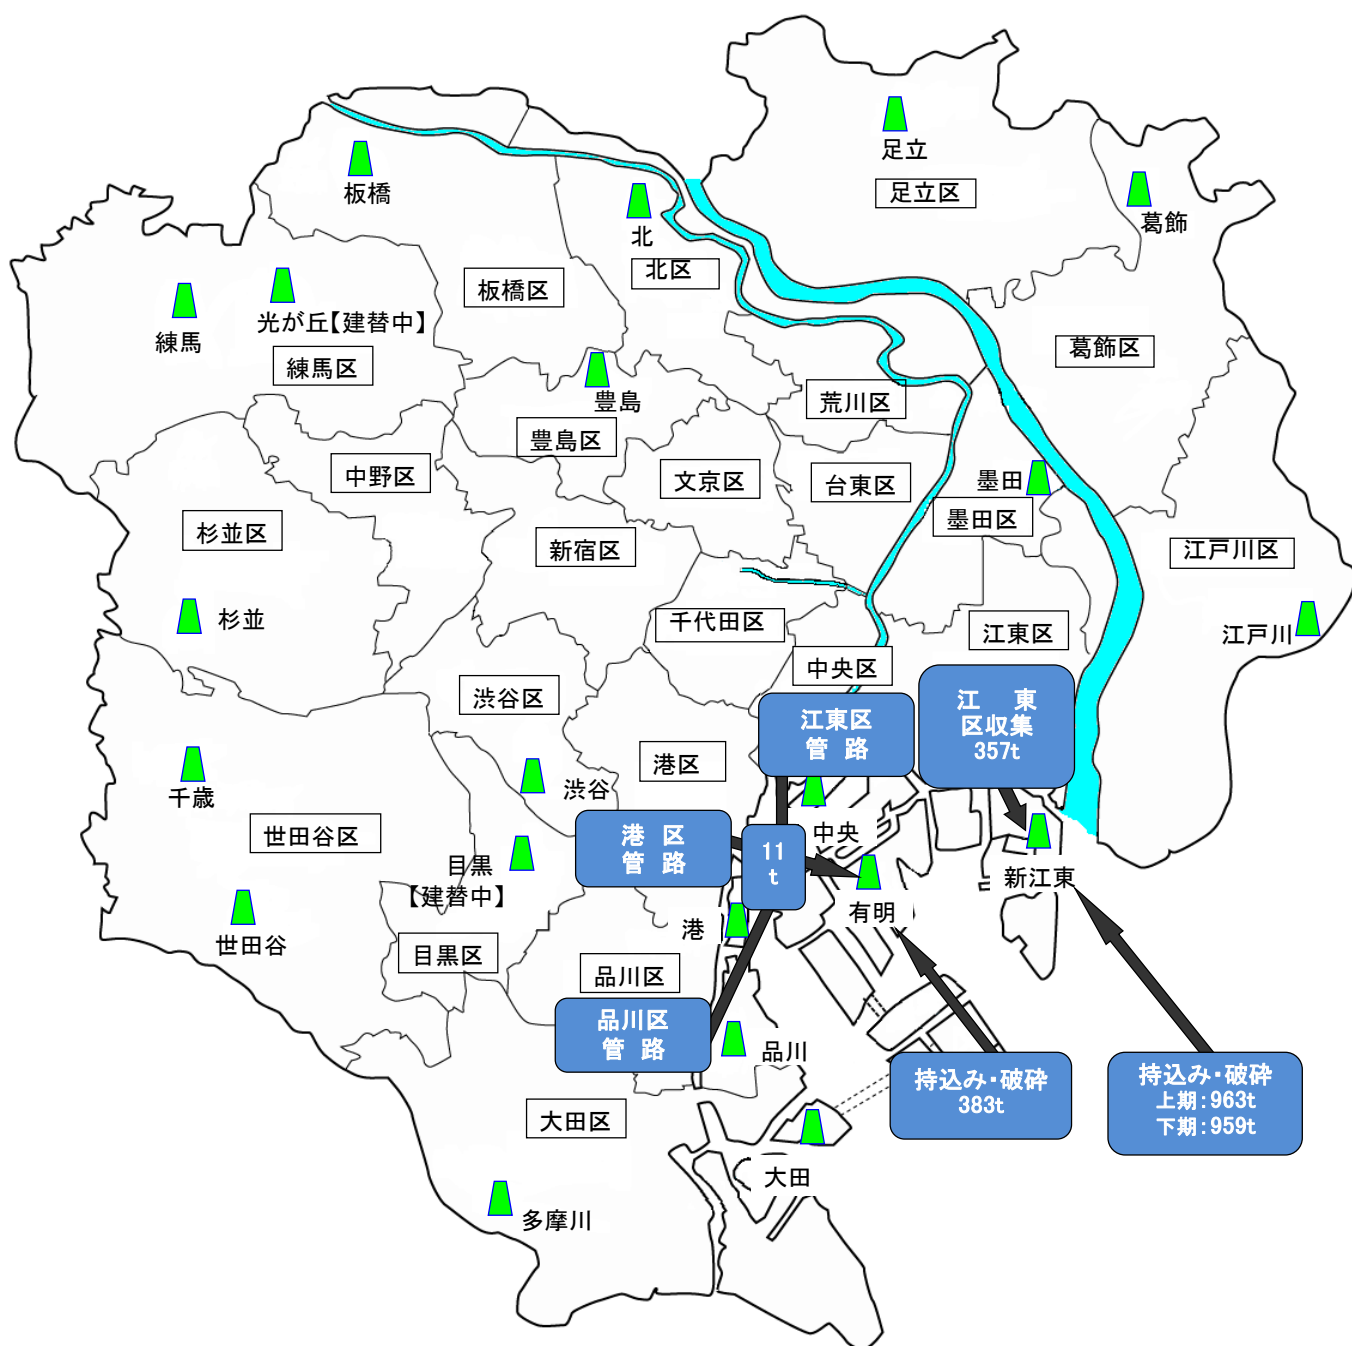 足立
足立区
葛飾
板橋
北
北区
板橋区
練馬
光が丘【建替中】
練馬区
葛飾区
豊島
豊島区
荒川区
中野区
文京区
台東区
墨田
墨田区
杉並区
新宿区
江戸川区
杉並
千代田区
江東区
江戸川
中央区
渋谷区
港区
江東区
管 路
江 東
区収集
357t
千歳
渋谷
世田谷区
目黒
【建替中】
港 区
管 路
11
t
中央
新江東
有明
世田谷
目黒区
港
品川区
品川区
管 路
品川
持込み・破砕
383t
持込み・破砕
上期:963t
下期:959t
大田区
大田
多摩川